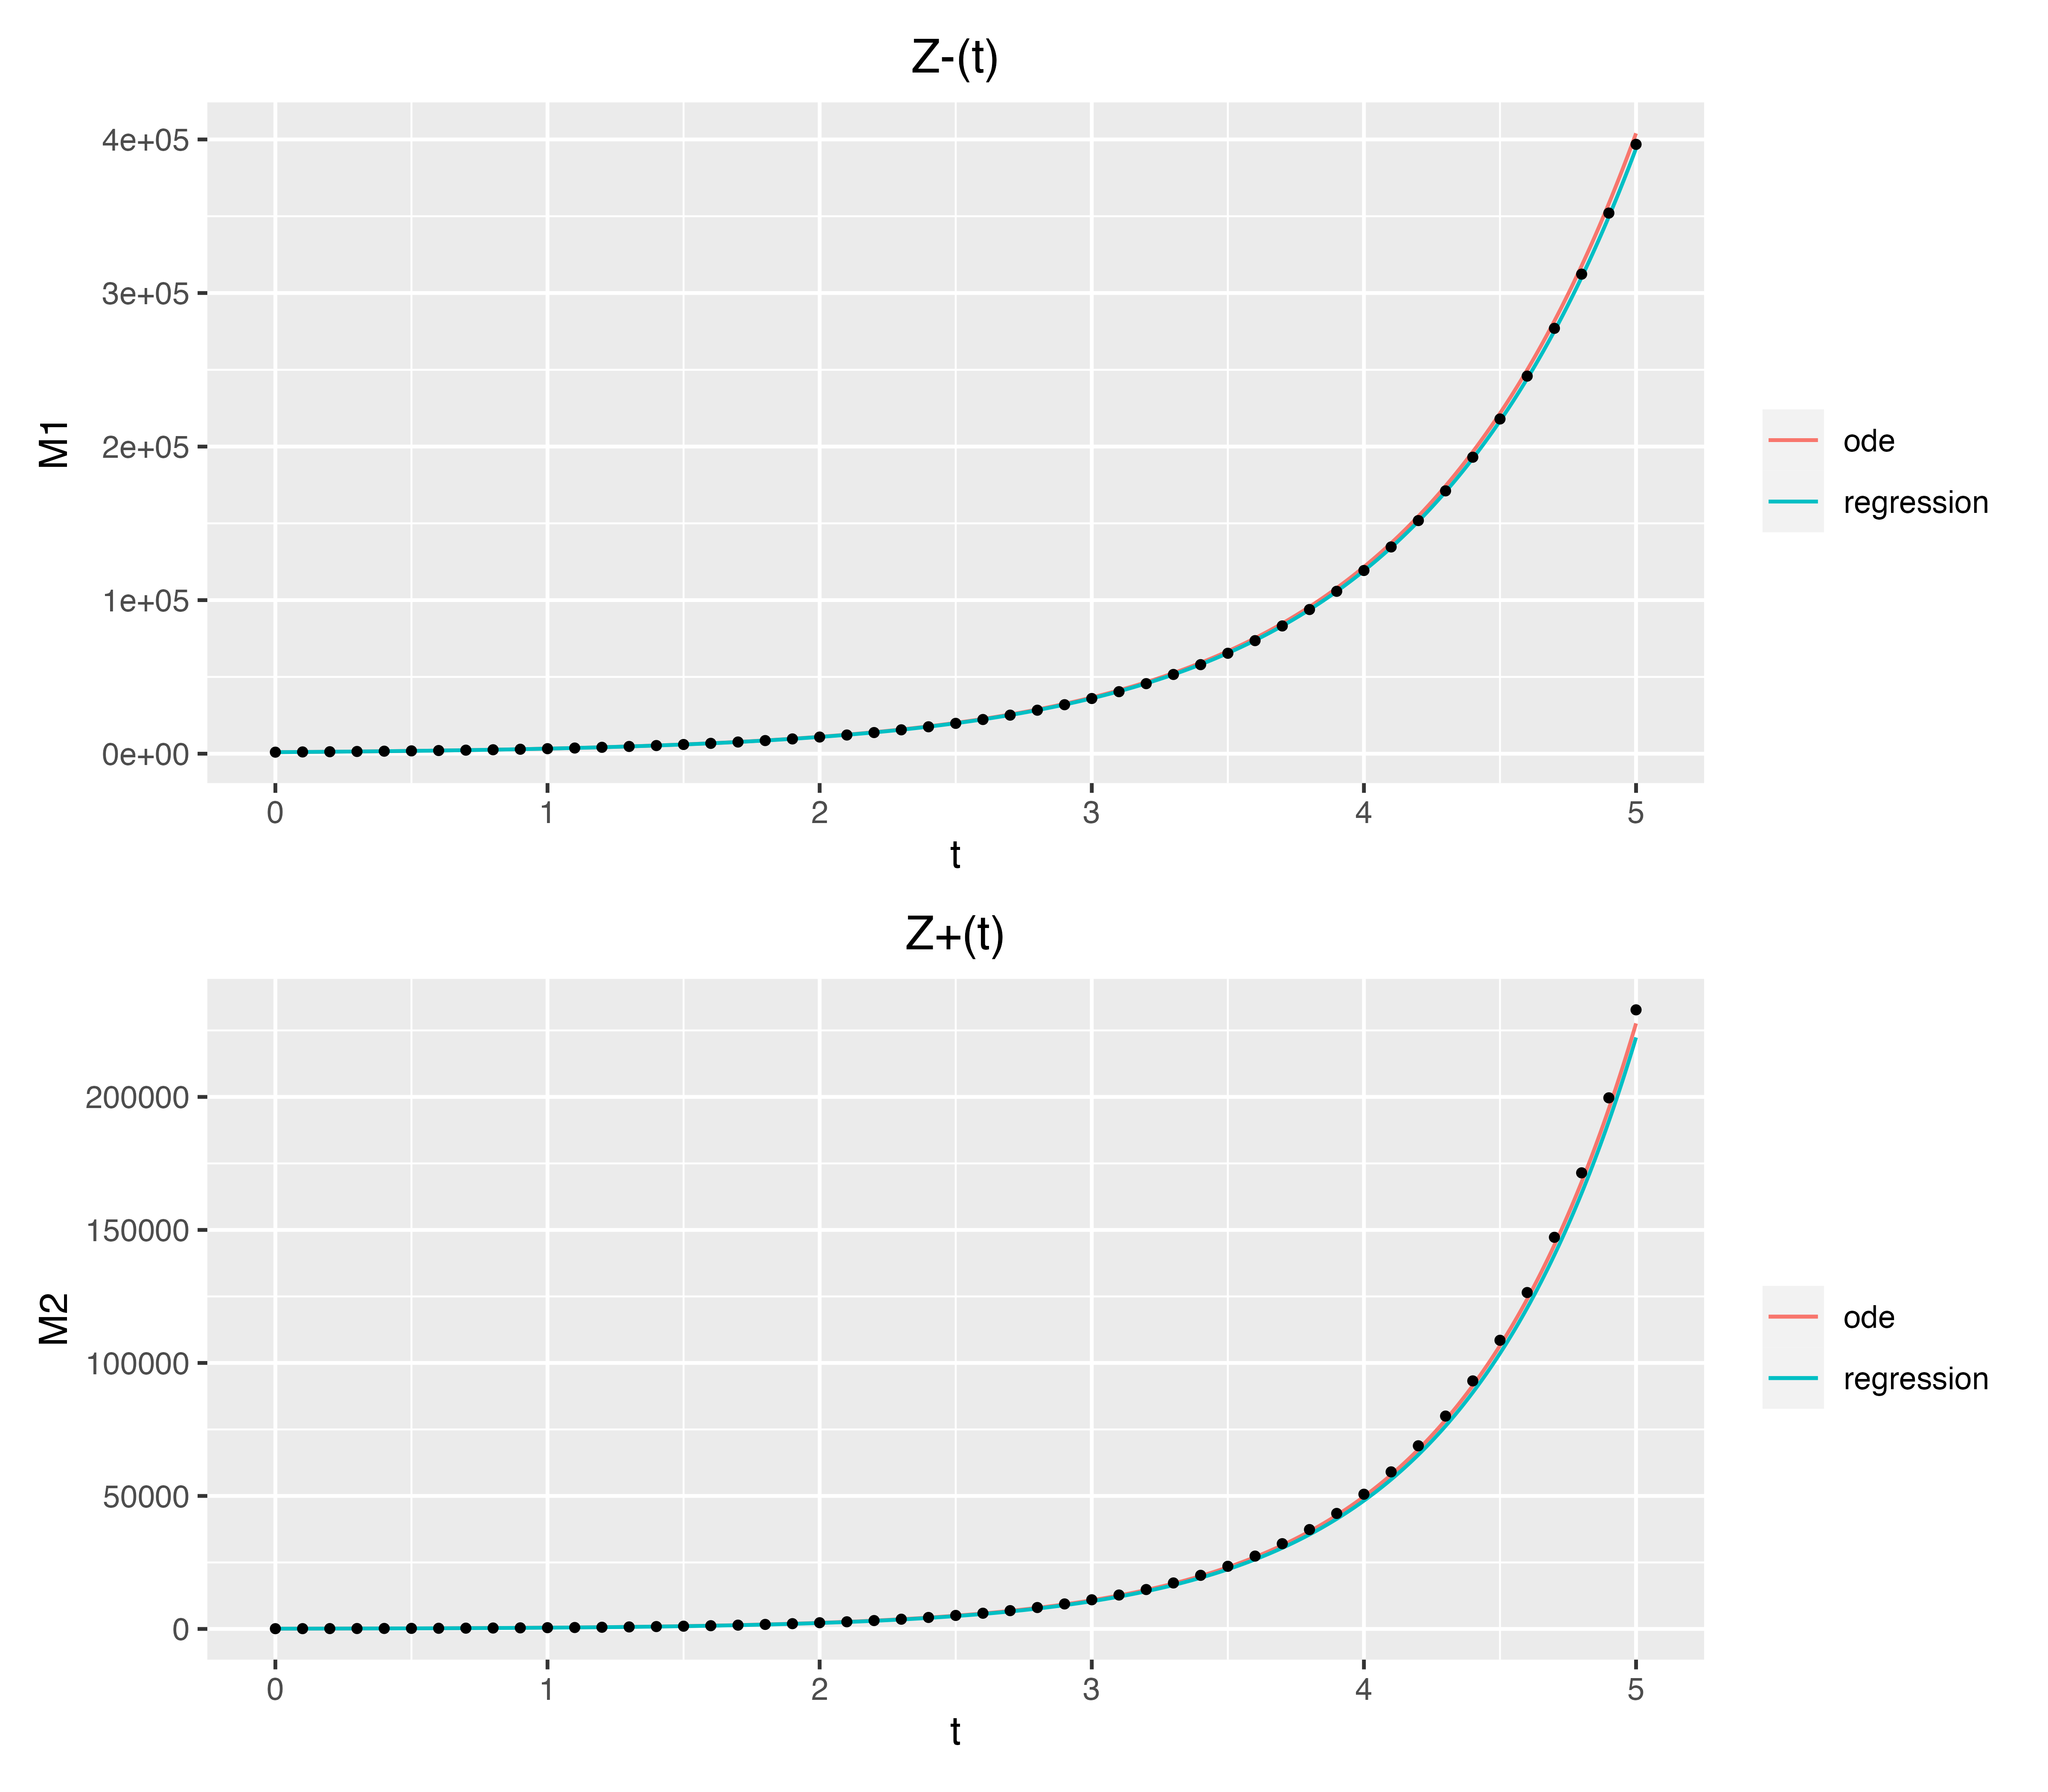 Z-(t)
M1
4e+05
3e+05
2e+05
1e+05
0e+00
0 1 2 3 4 5
t
ode
regression
Z+(t)
M2
200000
150000
100000
50000
0
0 1 2 3 4 5
t
ode
regression